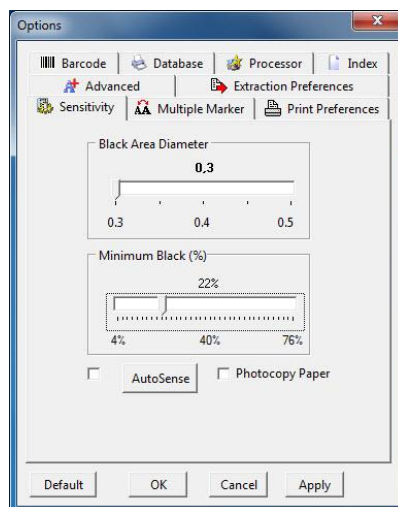 Options
Barcode Database Processor Index
Advanced Extraction Preferences
Sensitivity Multiple Marker Print Preferences
Black Area Diameter
0,3
0.3 0.4 0.5
Minimum Black (%)
22%
4% 40% 76%
AutoSense Photocopy Paper
Default OK Cancel Apply